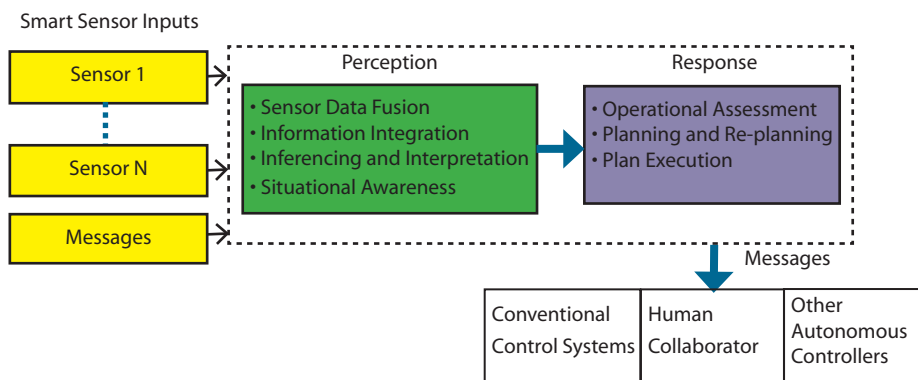 Smart Sensor Inputs
Sensor 1
Sensor N
Messages
Perception
• Sensor Data Fusion
• Information Integration
• Inferencing and Interpretation
• Situational Awareness
Response
• Operational Assessment
• Planning and Re-planning
• Plan Execution
Messages
Conventional
Control Systems
Human
Collaborator
Other
Autonomous
Controllers